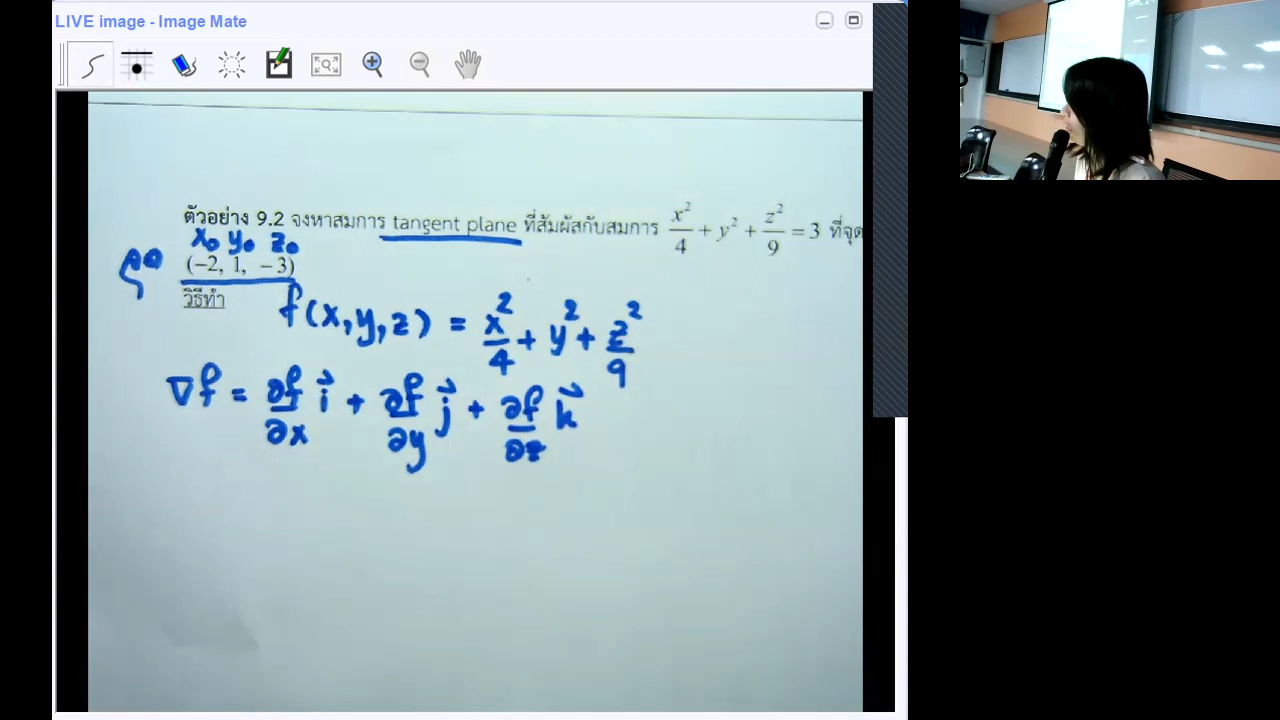 LIVE image - Image Mate
ตัวอย่าง 9.2 จงหาสมการ tangent plane ที่สัมผัสกับสมการ x²/4 + y² + z²/9 = 3 ที่จุด
x₀ y₀ z₀
(−2, 1, −3)
วิธีทำ
f(x,y,z) = x²/4 + y² + z²/9
∇f = ∂f/∂x i⃗ + ∂f/∂y j⃗ + ∂f/∂z k⃗